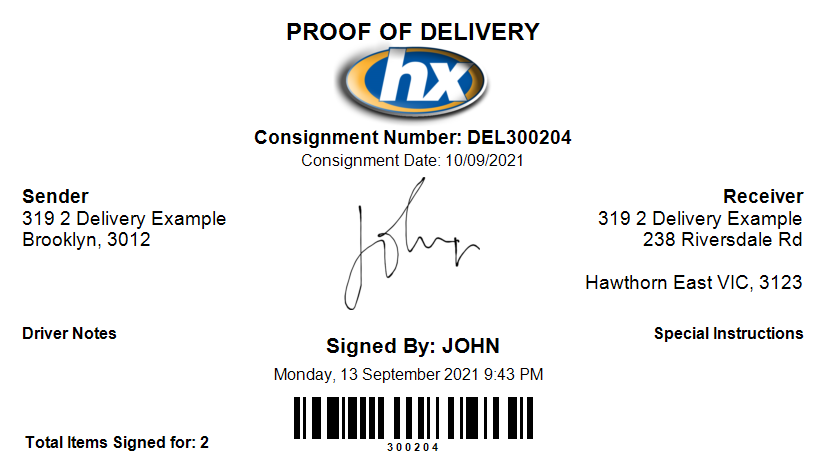 PROOF OF DELIVERY
hx
Consignment Number: DEL300204
Consignment Date: 10/09/2021
Sender
319 2 Delivery Example
Brooklyn, 3012
Receiver
319 2 Delivery Example
238 Riversdale Rd
Hawthorn East VIC, 3123
John
Driver Notes
Special Instructions
Signed By: JOHN
Monday, 13 September 2021 9:43 PM
300204
Total Items Signed for: 2